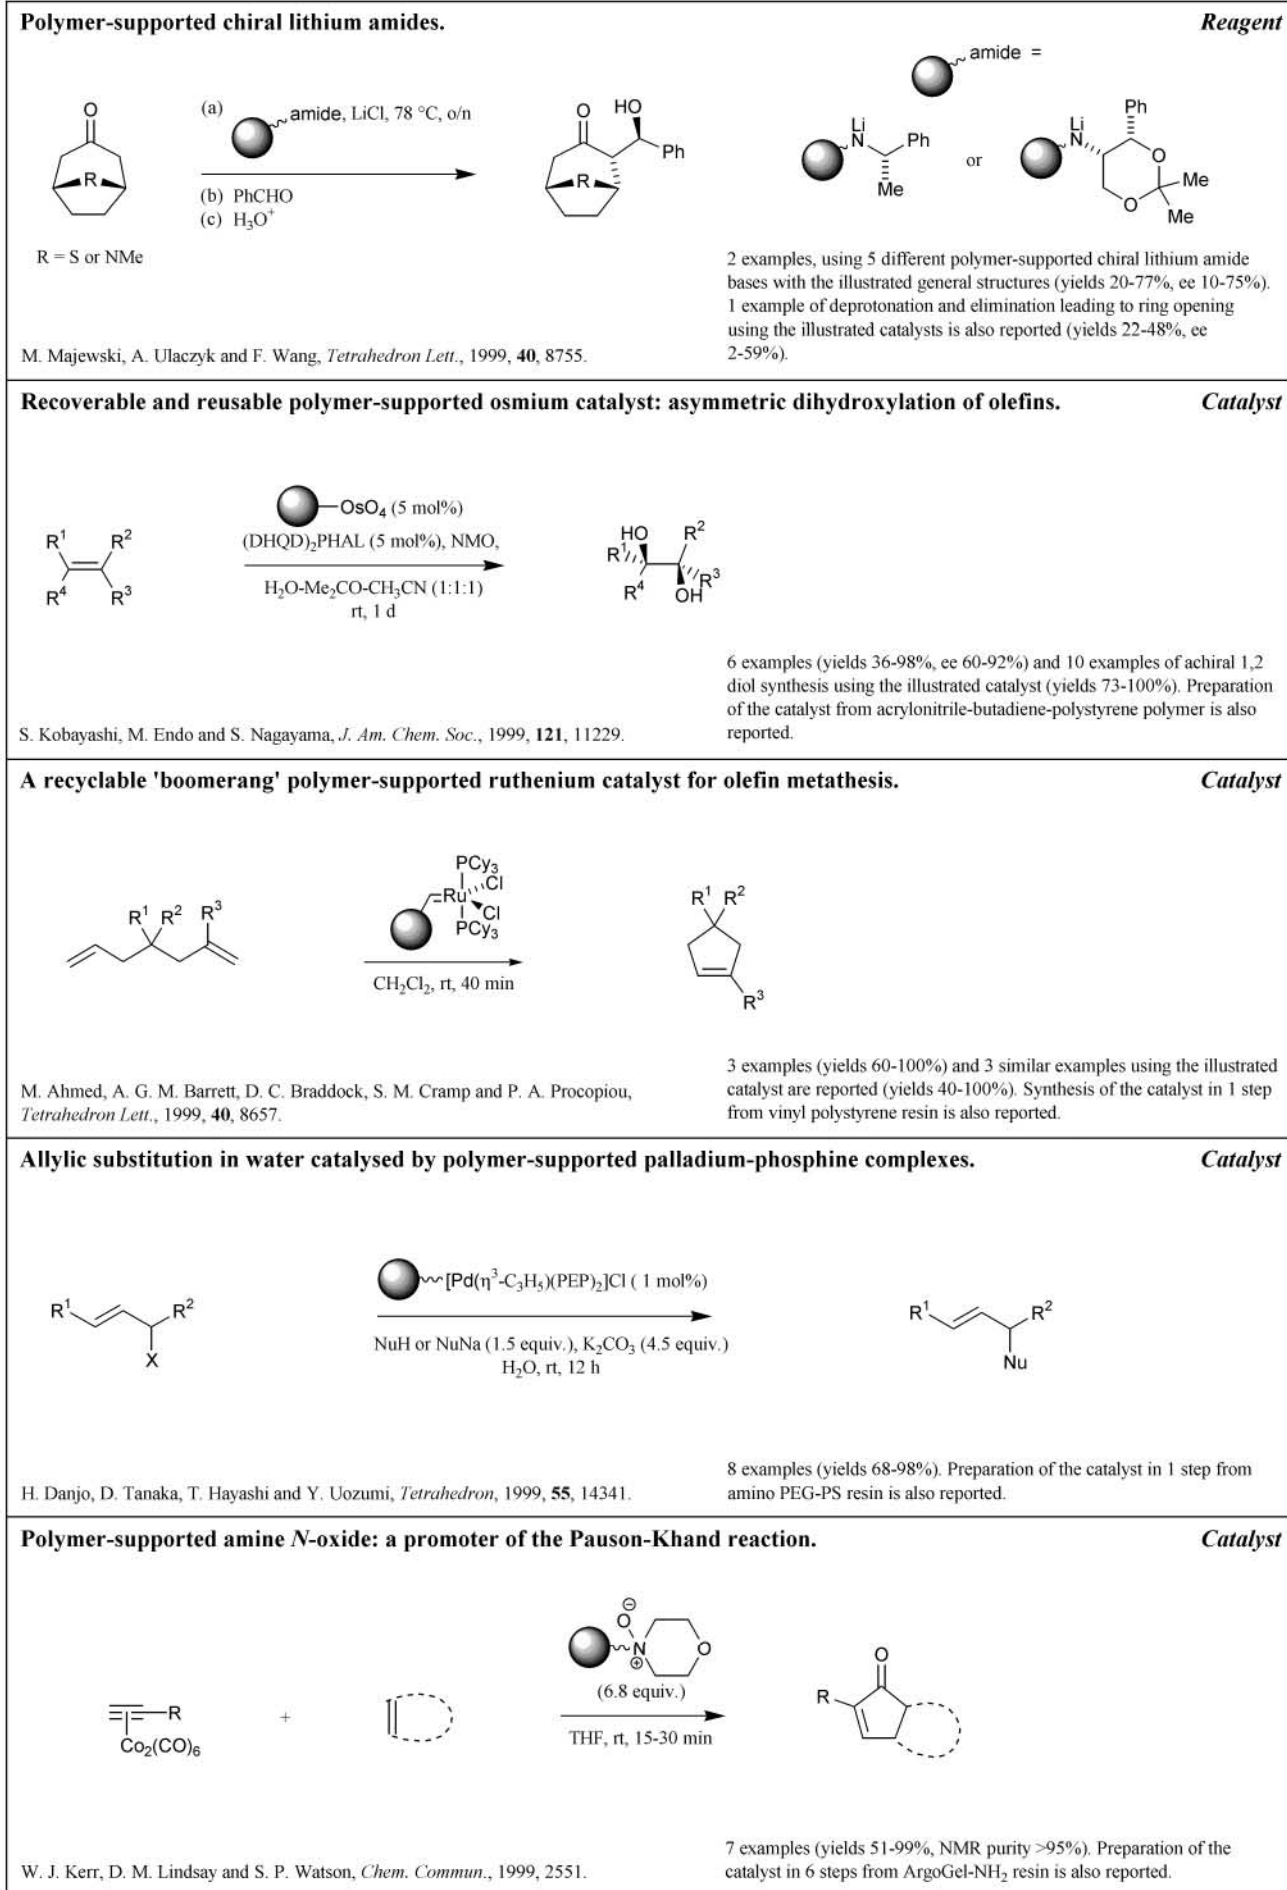 Polymer-supported chiral lithium amides. Reagent
amide =
(a) amide, LiCl, 78 °C, o/n
(b) PhCHO
(c) H₃O⁺
O
R
O HO
Ph
R
Li
N Ph
Me
or
Ph
Li
N
O
O
Me
Me
R = S or NMe
2 examples, using 5 different polymer-supported chiral lithium amide
bases with the illustrated general structures (yields 20-77%, ee 10-75%).
1 example of deprotonation and elimination leading to ring opening
using the illustrated catalysts is also reported (yields 22-48%, ee
2-59%).
M. Majewski, A. Ulaczyk and F. Wang, Tetrahedron Lett., 1999, 40, 8755.
Recoverable and reusable polymer-supported osmium catalyst: asymmetric dihydroxylation of olefins. Catalyst
R¹ R²
R⁴ R³
OsO₄ (5 mol%)
(DHQD)₂PHAL (5 mol%), NMO,
H₂O-Me₂CO-CH₃CN (1:1:1)
rt, 1 d
HO R²
R¹ R³
R⁴ OH
6 examples (yields 36-98%, ee 60-92%) and 10 examples of achiral 1,2
diol synthesis using the illustrated catalyst (yields 73-100%). Preparation
of the catalyst from acrylonitrile-butadiene-polystyrene polymer is also
reported.
S. Kobayashi, M. Endo and S. Nagayama, J. Am. Chem. Soc., 1999, 121, 11229.
A recyclable 'boomerang' polymer-supported ruthenium catalyst for olefin metathesis. Catalyst
R¹ R² R³
PCy₃
Cl
Ru
Cl
PCy₃
CH₂Cl₂, rt, 40 min
R¹ R²
R³
3 examples (yields 60-100%) and 3 similar examples using the illustrated
catalyst are reported (yields 40-100%). Synthesis of the catalyst in 1 step
from vinyl polystyrene resin is also reported.
M. Ahmed, A. G. M. Barrett, D. C. Braddock, S. M. Cramp and P. A. Procopiou,
Tetrahedron Lett., 1999, 40, 8657.
Allylic substitution in water catalysed by polymer-supported palladium-phosphine complexes. Catalyst
R¹ R²
X
[Pd(η³-C₃H₅)(PEP)₂]Cl ( 1 mol%)
NuH or NuNa (1.5 equiv.), K₂CO₃ (4.5 equiv.)
H₂O, rt, 12 h
R¹ R²
Nu
8 examples (yields 68-98%). Preparation of the catalyst in 1 step from
amino PEG-PS resin is also reported.
H. Danjo, D. Tanaka, T. Hayashi and Y. Uozumi, Tetrahedron, 1999, 55, 14341.
Polymer-supported amine N-oxide: a promoter of the Pauson-Khand reaction. Catalyst
R
Co₂(CO)₆
+
⊖
O
N
⊕
O
(6.8 equiv.)
THF, rt, 15-30 min
O
R
7 examples (yields 51-99%, NMR purity >95%). Preparation of the
catalyst in 6 steps from ArgoGel-NH₂ resin is also reported.
W. J. Kerr, D. M. Lindsay and S. P. Watson, Chem. Commun., 1999, 2551.